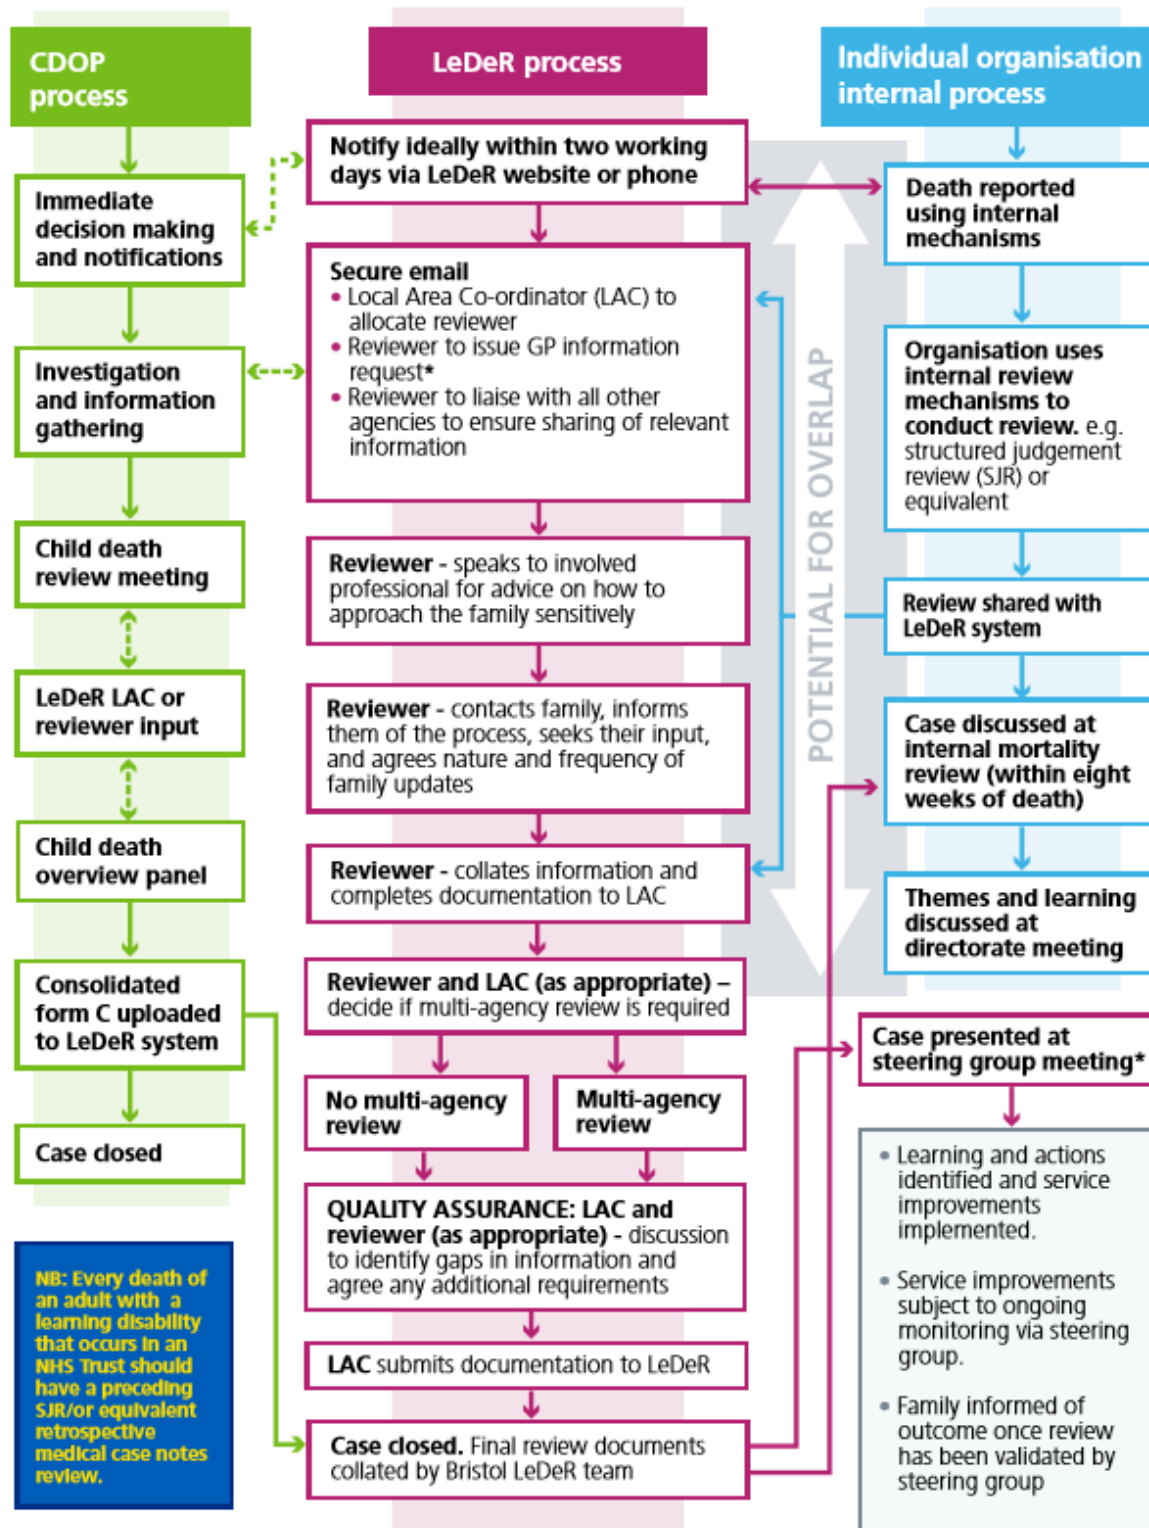 CDOP
process
Immediate
decision making
and notifications
Investigation
and information
gathering
Child death
review meeting
LeDeR LAC or
reviewer input
Child death
overview panel
Consolidated
form C uploaded
to LeDeR system
Case closed
NB: Every death of
an adult with a
learning disability
that occurs in an
NHS Trust should
have a preceding
SJR/or equivalent
retrospective
medical case notes
review.
LeDeR process
Notify ideally within two working
days via LeDeR website or phone
Secure email
• Local Area Co-ordinator (LAC) to
allocate reviewer
• Reviewer to issue GP information
request*
• Reviewer to liaise with all other
agencies to ensure sharing of relevant
information
Reviewer - speaks to involved
professional for advice on how to
approach the family sensitively
Reviewer - contacts family, informs
them of the process, seeks their input,
and agrees nature and frequency of
family updates
Reviewer - collates information and
completes documentation to LAC
Reviewer and LAC (as appropriate) –
decide if multi-agency review is required
No multi-agency
review
Multi-agency
review
QUALITY ASSURANCE: LAC and
reviewer (as appropriate) - discussion
to identify gaps in information and
agree any additional requirements
LAC submits documentation to LeDeR
Case closed. Final review documents
collated by Bristol LeDeR team
POTENTIAL FOR OVERLAP
Individual organisation
internal process
Death reported
using internal
mechanisms
Organisation uses
internal review
mechanisms to
conduct review. e.g.
structured judgement
review (SJR) or
equivalent
Review shared with
LeDeR system
Case discussed at
internal mortality
review (within eight
weeks of death)
Themes and learning
discussed at
directorate meeting
Case presented at
steering group meeting*
• Learning and actions
identified and service
improvements
implemented.
• Service improvements
subject to ongoing
monitoring via steering
group.
• Family informed of
outcome once review
has been validated by
steering group